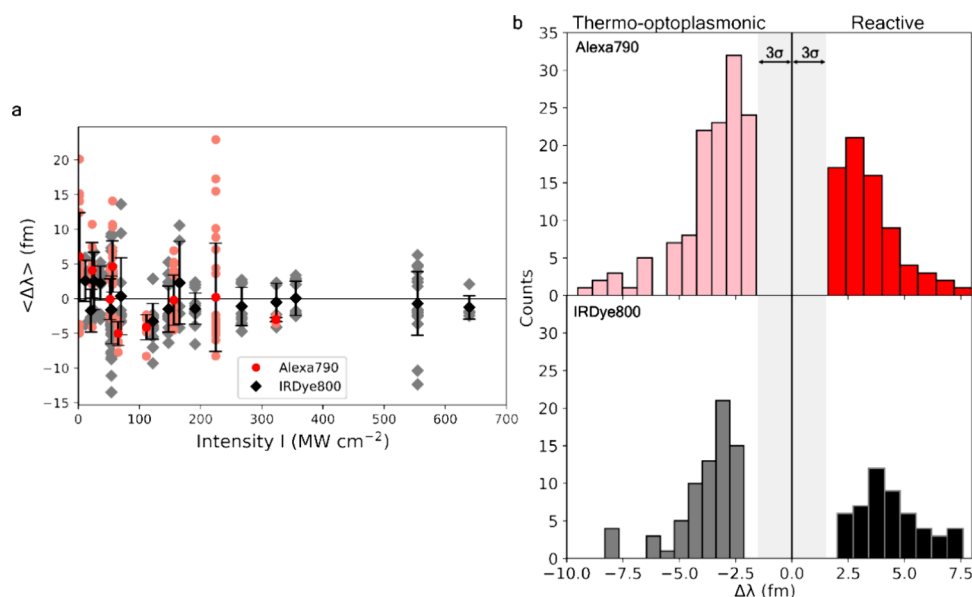 a
<Δλ> (fm)
20
15
10
5
0
−5
−10
−15
0
100
200
300
400
500
600
700
Intensity I (MW cm⁻²)
Alexa790
IRDye800
b
Thermo-optoplasmonic
Reactive
Alexa790
3σ
3σ
35
30
25
20
15
10
5
0
Counts
IRDye800
30
25
20
15
10
5
0
−10.0
−7.5
−5.0
−2.5
0.0
2.5
5.0
7.5
Δλ (fm)